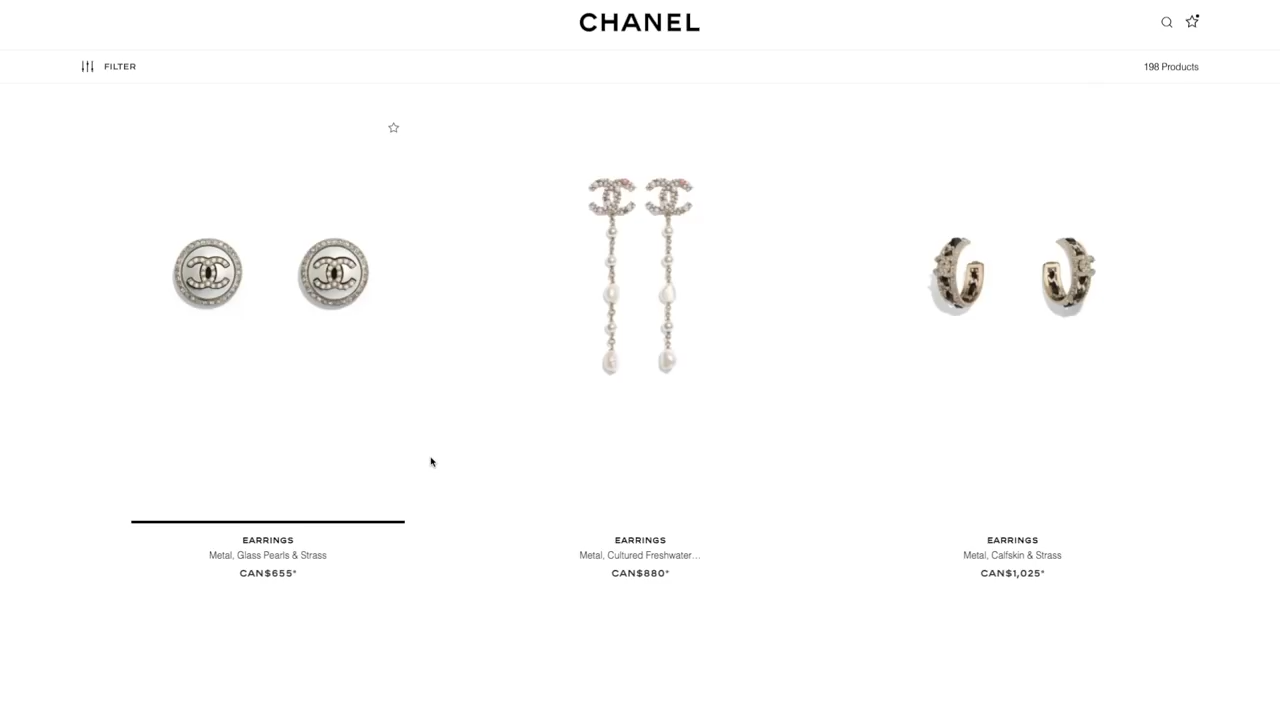 CHANEL
FILTER
198 Products
EARRINGS
Metal, Glass Pearls & Strass
CAN$655*
EARRINGS
Metal, Cultured Freshwater...
CAN$880*
EARRINGS
Metal, Calfskin & Strass
CAN$1,025*